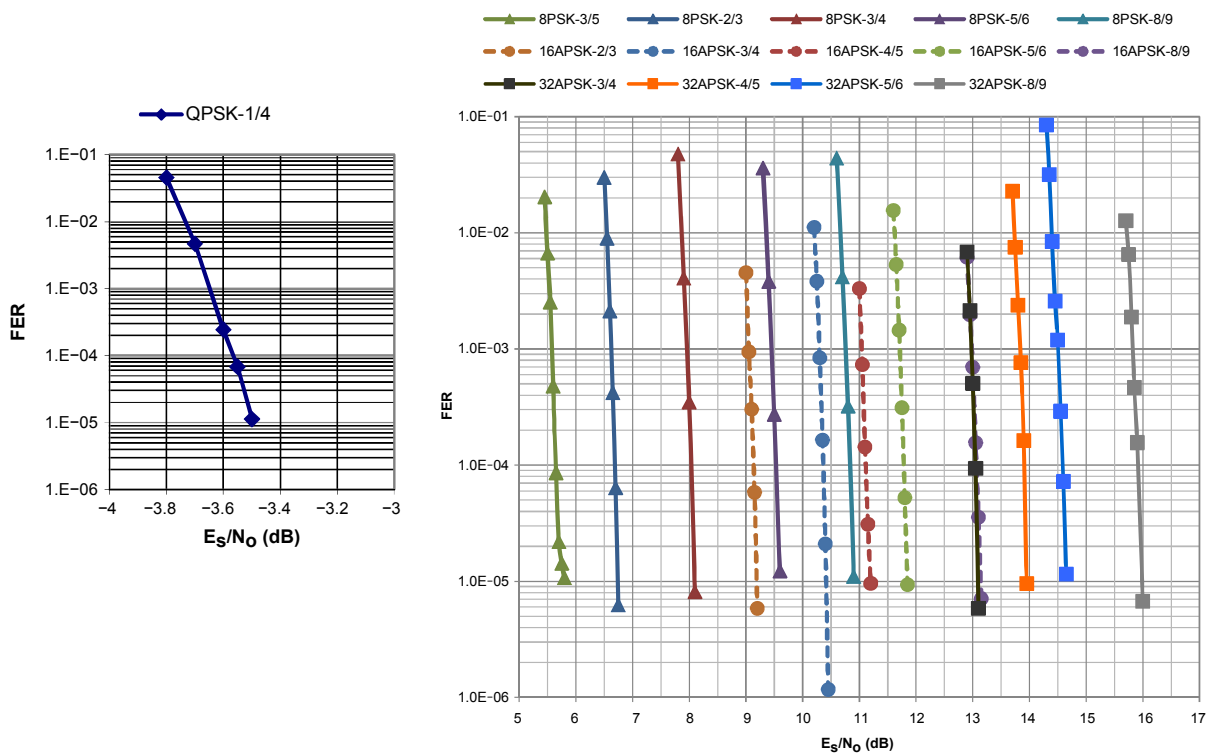 QPSK-1/4
1.E−01
1.E−02
1.E−03
1.E−04
1.E−05
1.E−06
FER
−4 −3.8 −3.6 −3.4 −3.2 −3
Es/No (dB)
8PSK-3/5 8PSK-2/3 8PSK-3/4 8PSK-5/6 8PSK-8/9
16APSK-2/3 16APSK-3/4 16APSK-4/5 16APSK-5/6 16APSK-8/9
32APSK-3/4 32APSK-4/5 32APSK-5/6 32APSK-8/9
1.0E−01
1.0E−02
1.0E−03
1.0E−04
1.0E−05
1.0E−06
FER
5 6 7 8 9 10 11 12 13 14 15 16 17
Es/No (dB)